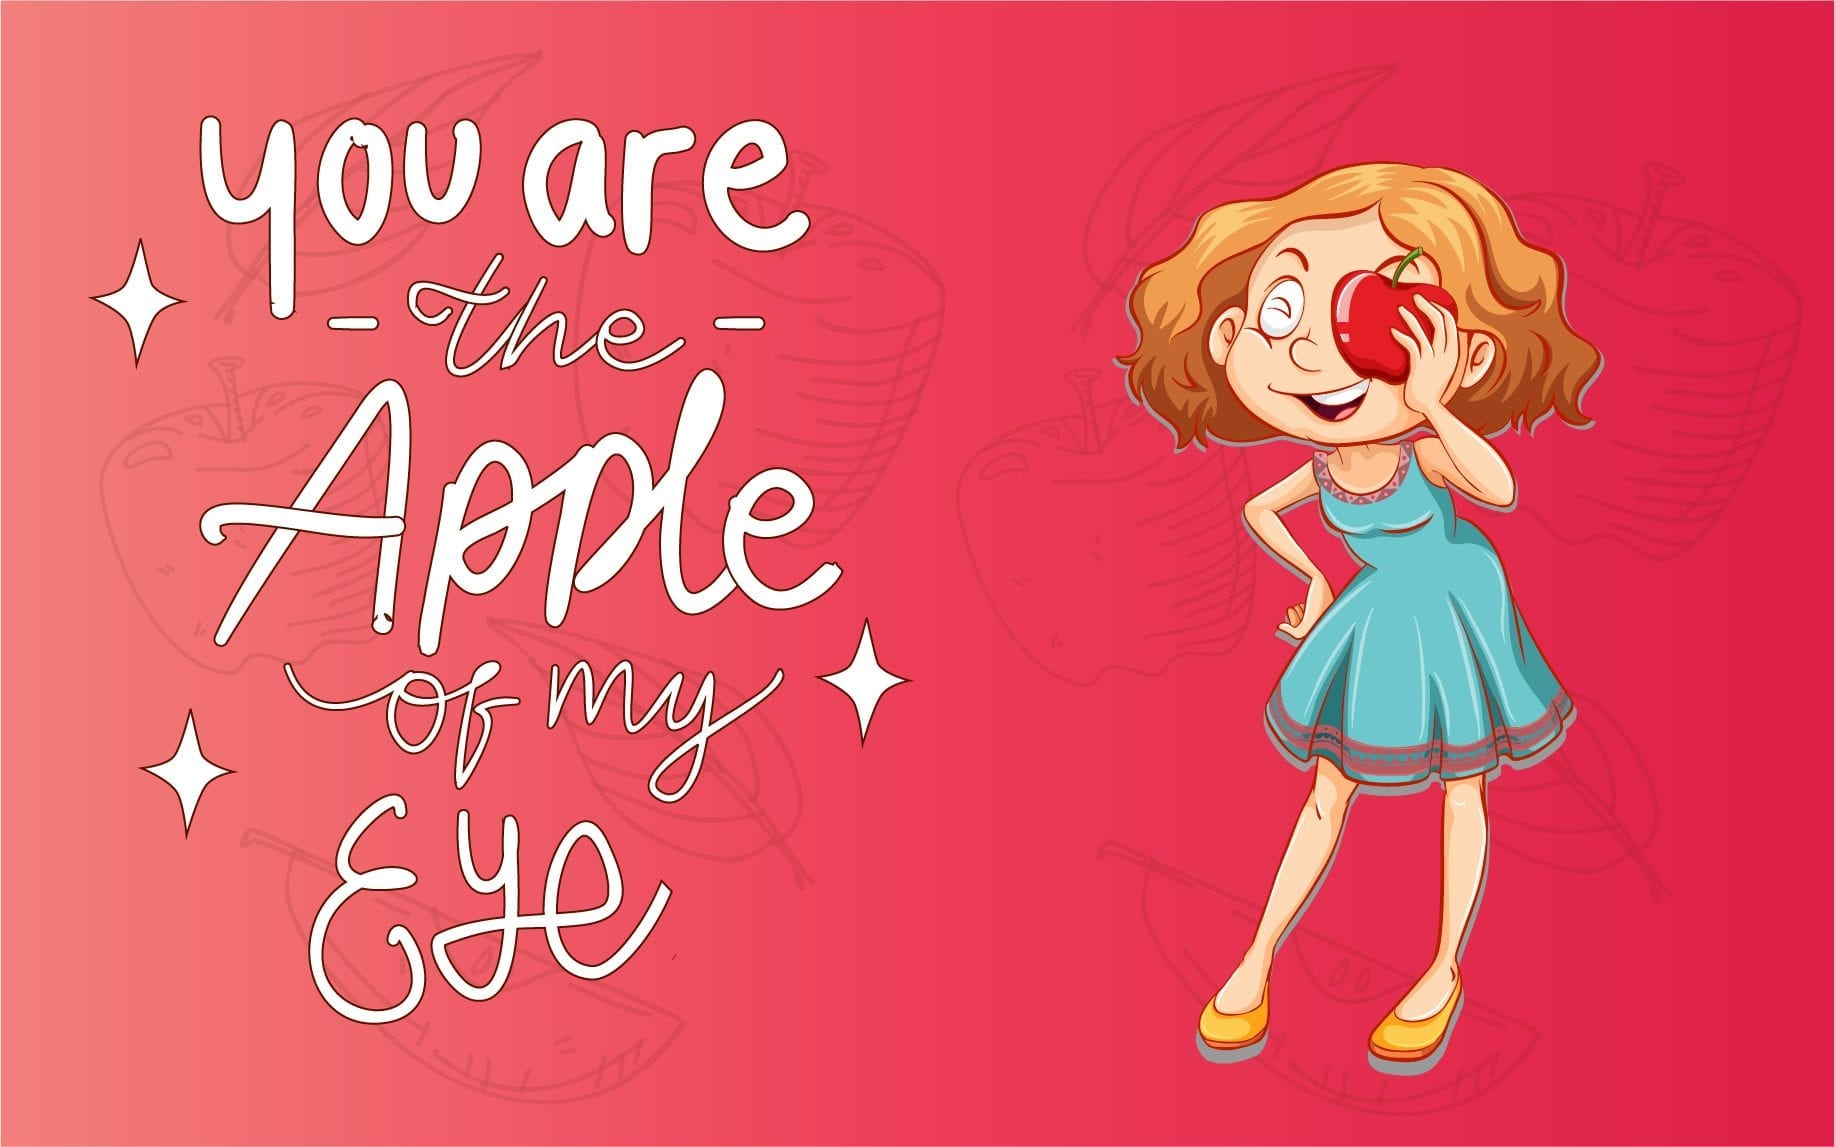 you are
- the -
Apple
of my
Eye